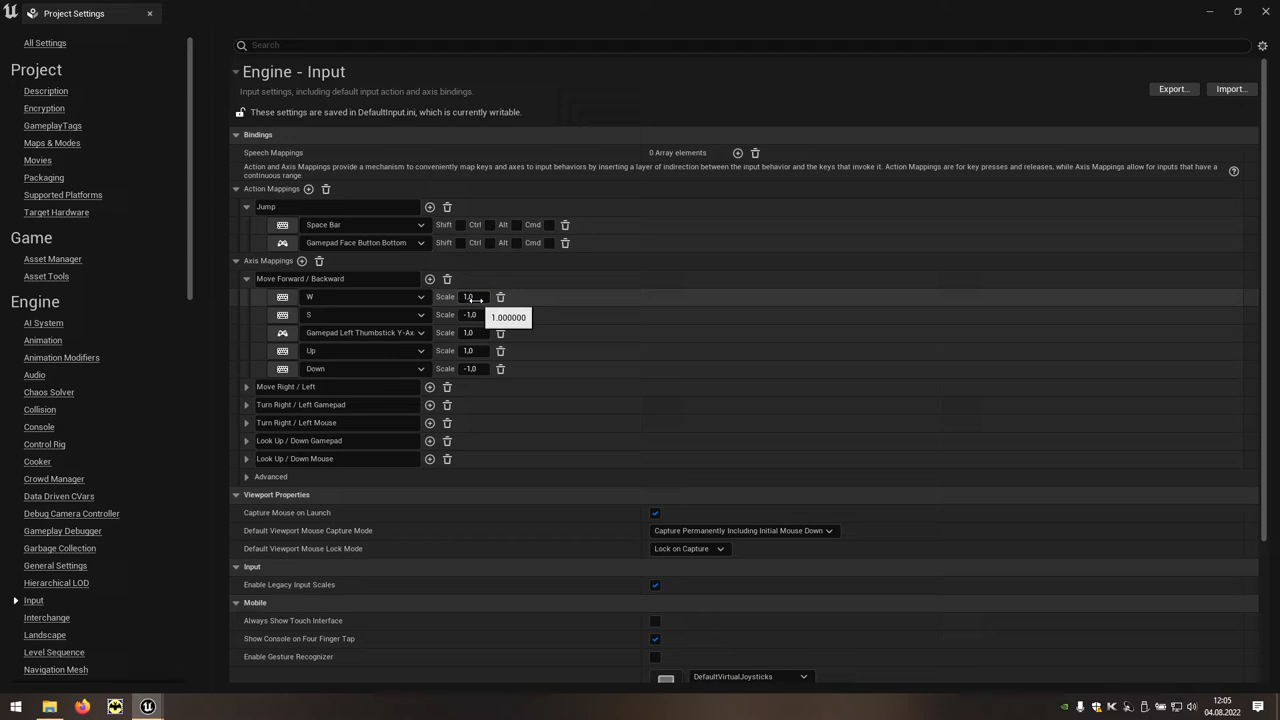 Project Settings
All Settings
Project
Description
Encryption
GameplayTags
Maps & Modes
Movies
Packaging
Supported Platforms
Target Hardware
Game
Asset Manager
Asset Tools
Engine
AI System
Animation
Animation Modifiers
Audio
Chaos Solver
Collision
Console
Control Rig
Cooker
Crowd Manager
Data Driven CVars
Debug Camera Controller
Gameplay Debugger
Garbage Collection
General Settings
Hierarchical LOD
Input
Interchange
Landscape
Level Sequence
Navigation Mesh
Search
Engine - Input
Input settings, including default input action and axis bindings.
Export... Import...
These settings are saved in DefaultInput.ini, which is currently writable.
Bindings
Speech Mappings 0 Array elements
Action and Axis Mappings provide a mechanism to conveniently map keys and axes to input behaviors by inserting a layer of indirection between the input behavior and the keys that invoke it. Action Mappings are for key presses and releases, while Axis Mappings allow for inputs that have a
continuous range.
Action Mappings
Jump
Space Bar Shift Ctrl Alt Cmd
Gamepad Face Button Bottom Shift Ctrl Alt Cmd
Axis Mappings
Move Forward / Backward
W Scale 1,0
S Scale -1,0
1.000000
Gamepad Left Thumbstick Y-Ax Scale 1,0
Up Scale 1,0
Down Scale -1,0
Move Right / Left
Turn Right / Left Gamepad
Turn Right / Left Mouse
Look Up / Down Gamepad
Look Up / Down Mouse
Advanced
Viewport Properties
Capture Mouse on Launch
Default Viewport Mouse Capture Mode Capture Permanently Including Initial Mouse Down
Default Viewport Mouse Lock Mode Lock on Capture
Input
Enable Legacy Input Scales
Mobile
Always Show Touch Interface
Show Console on Four Finger Tap
Enable Gesture Recognizer
DefaultVirtualJoysticks
12:05
04.08.2022